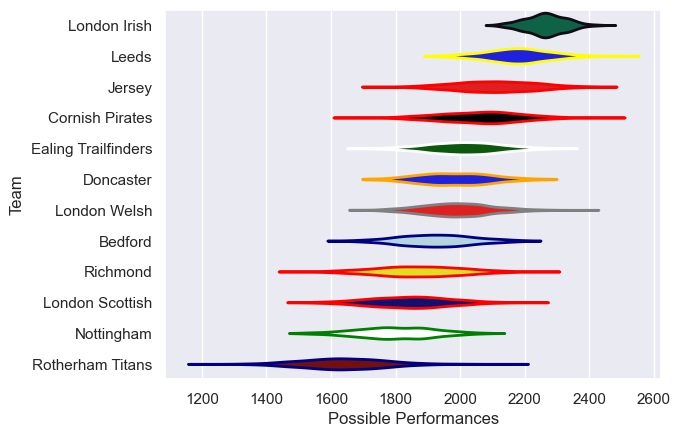 London Irish
Leeds
Jersey
Cornish Pirates
Ealing Trailfinders
Doncaster
London Welsh
Bedford
Richmond
London Scottish
Nottingham
Rotherham Titans
Team
1200 1400 1600 1800 2000 2200 2400 2600
Possible Performances